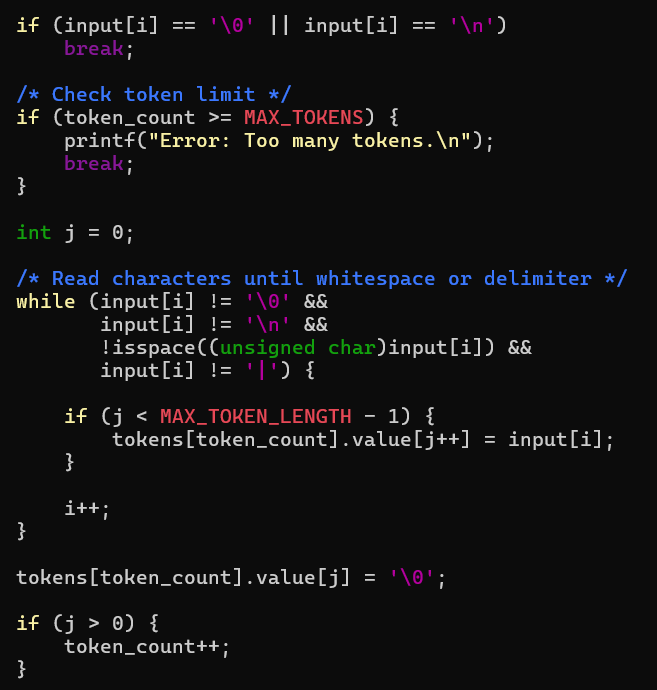 if (input[i] == '\0' || input[i] == '\n')
    break;

/* Check token limit */
if (token_count >= MAX_TOKENS) {
    printf("Error: Too many tokens.\n");
    break;
}

int j = 0;

/* Read characters until whitespace or delimiter */
while (input[i] != '\0' &&
       input[i] != '\n' &&
       !isspace((unsigned char)input[i]) &&
       input[i] != '|') {

    if (j < MAX_TOKEN_LENGTH - 1) {
        tokens[token_count].value[j++] = input[i];
    }

    i++;
}

tokens[token_count].value[j] = '\0';

if (j > 0) {
    token_count++;
}